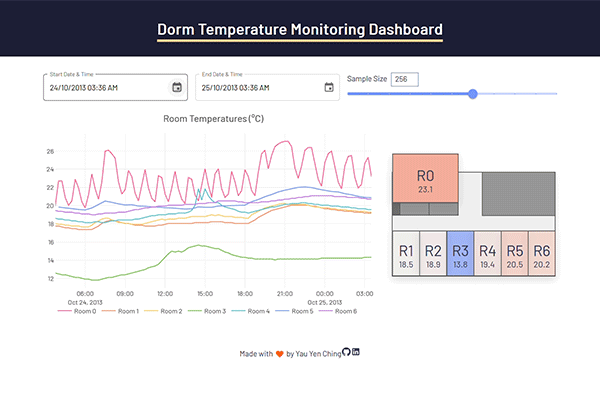 Dorm Temperature Monitoring Dashboard
Start Date & Time
24/10/2013 03:36 AM
End Date & Time
25/10/2013 03:36 AM
Sample Size 256
Room Temperatures (°C)
26
24
22
20
18
16
14
12
06:00 09:00 12:00 15:00 18:00 21:00 00:00 03:00
Oct 24, 2013 Oct 25, 2013
Room 0 Room 1 Room 2 Room 3 Room 4 Room 5 Room 6
R0
23.1
R1 R2 R3 R4 R5 R6
18.5 18.9 13.8 19.4 20.5 20.2
Made with by Yau Yen Ching